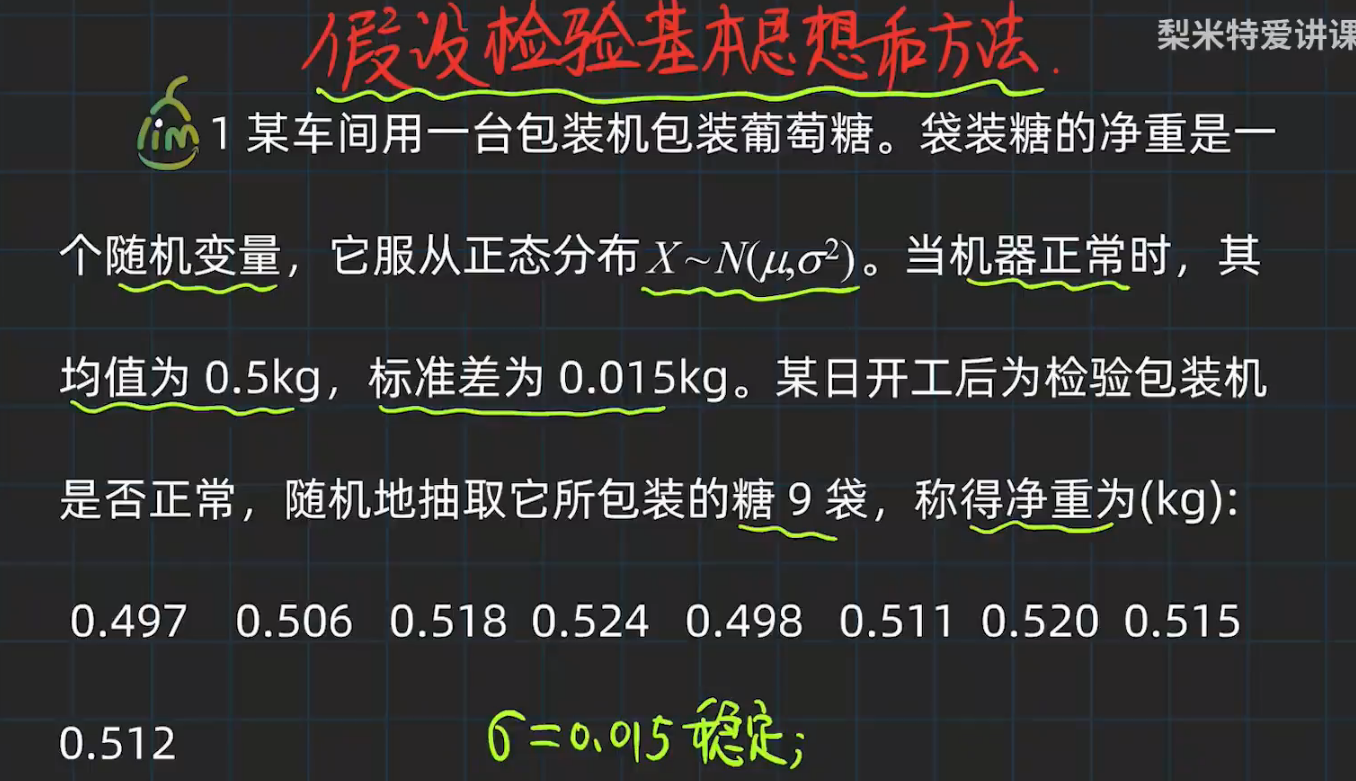 假设检验基本思想和方法.
梨米特爱讲课
lim
1 某车间用一台包装机包装葡萄糖。袋装糖的净重是一
个随机变量，它服从正态分布 X~N(μ,σ²)。当机器正常时，其
均值为 0.5kg，标准差为 0.015kg。某日开工后为检验包装机
是否正常，随机地抽取它所包装的糖 9 袋，称得净重为(kg):
0.497 0.506 0.518 0.524 0.498 0.511 0.520 0.515
0.512
σ=0.015 稳定;